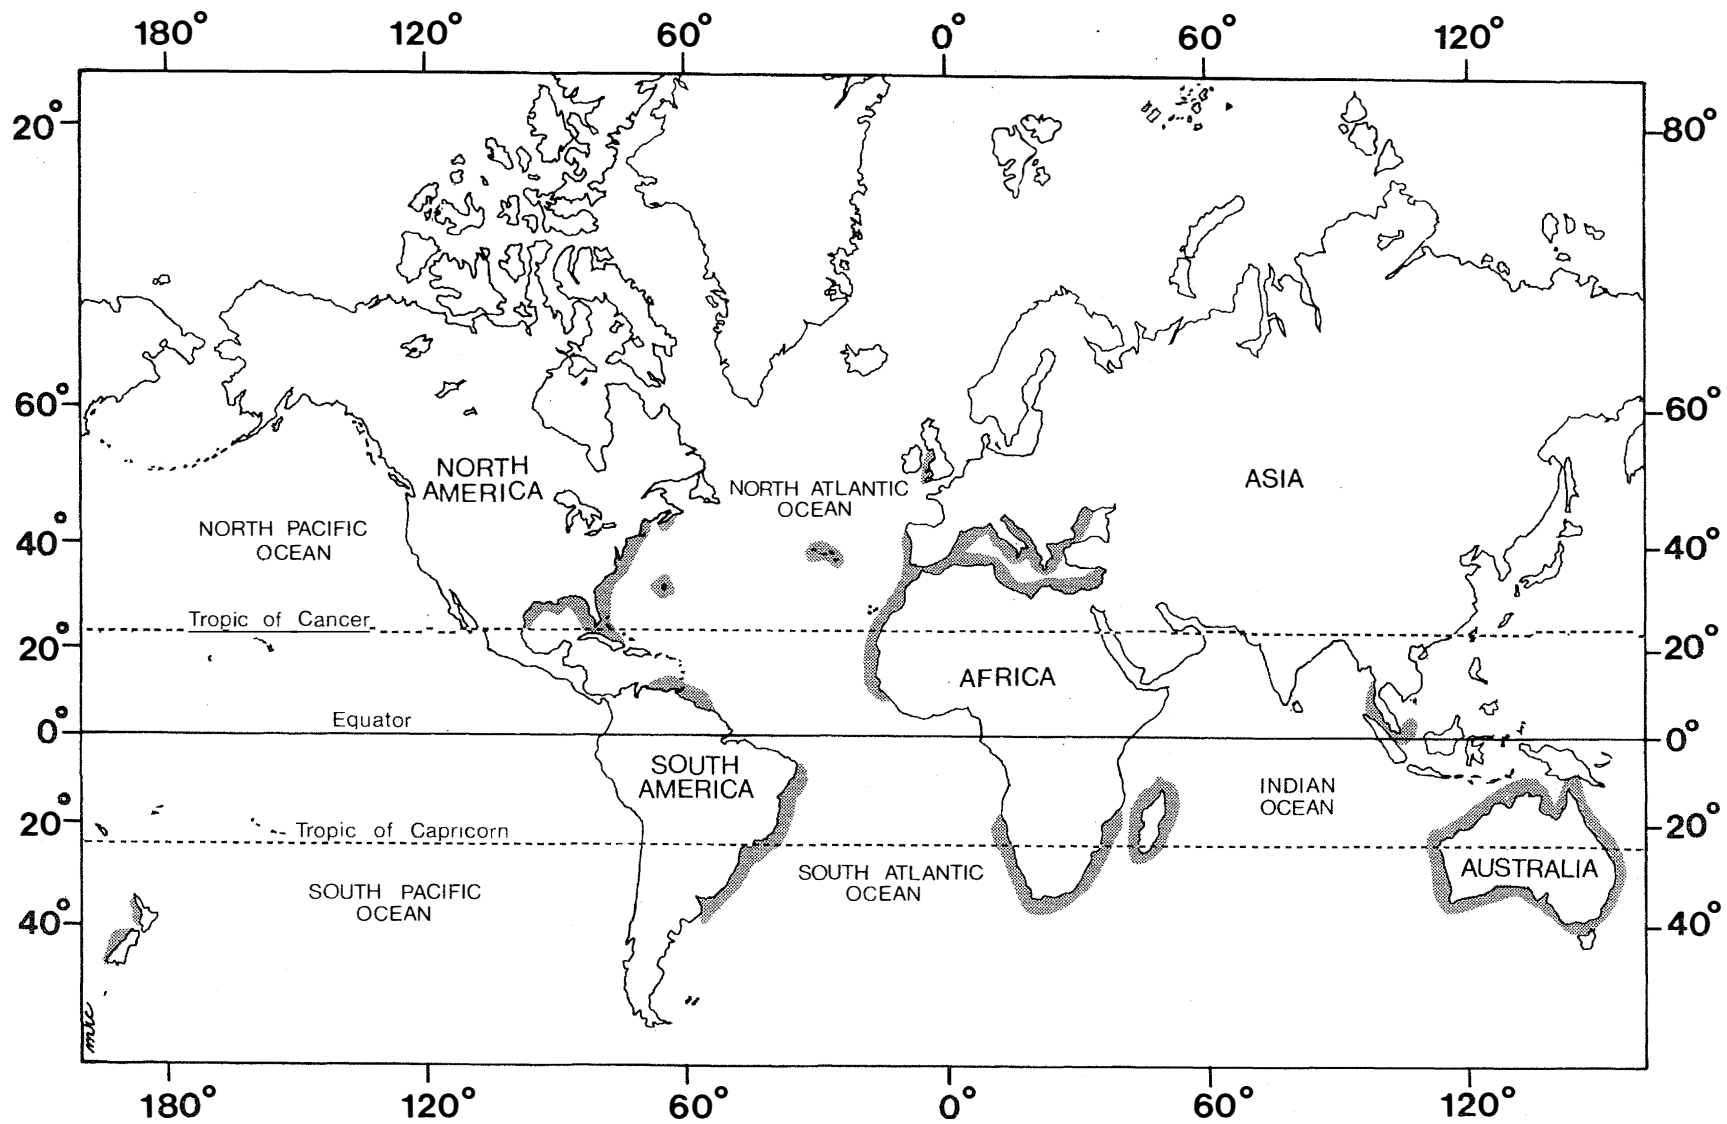 180° 120° 60° 0° 60° 120°
20° 80°
60° 60°
NORTH
AMERICA
ASIA
NORTH ATLANTIC
OCEAN
NORTH PACIFIC
OCEAN
40° 40°
Tropic of Cancer
20° 20°
AFRICA
Equator
0° 0°
SOUTH
AMERICA
INDIAN
OCEAN
20° 20°
Tropic of Capricorn
AUSTRALIA
SOUTH ATLANTIC
OCEAN
SOUTH PACIFIC
OCEAN
40° 40°
mrc
180° 120° 60° 0° 60° 120°